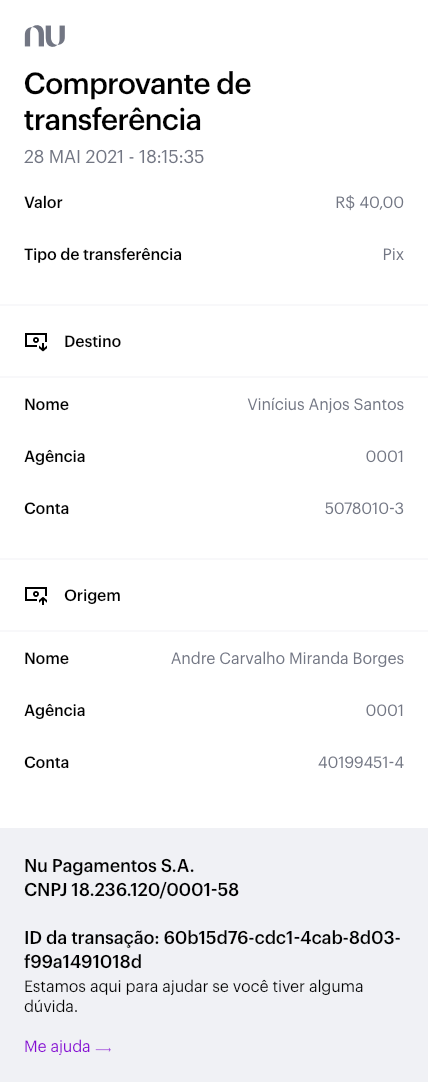 nu
Comprovante de
transferência
28 MAI 2021 - 18:15:35
Valor R$ 40,00
Tipo de transferência Pix
Destino
Nome Vinícius Anjos Santos
Agência 0001
Conta 5078010-3
Origem
Nome Andre Carvalho Miranda Borges
Agência 0001
Conta 40199451-4
Nu Pagamentos S.A.
CNPJ 18.236.120/0001-58
ID da transação: 60b15d76-cdc1-4cab-8d03-
f99a1491018d
Estamos aqui para ajudar se você tiver alguma
dúvida.
Me ajuda →